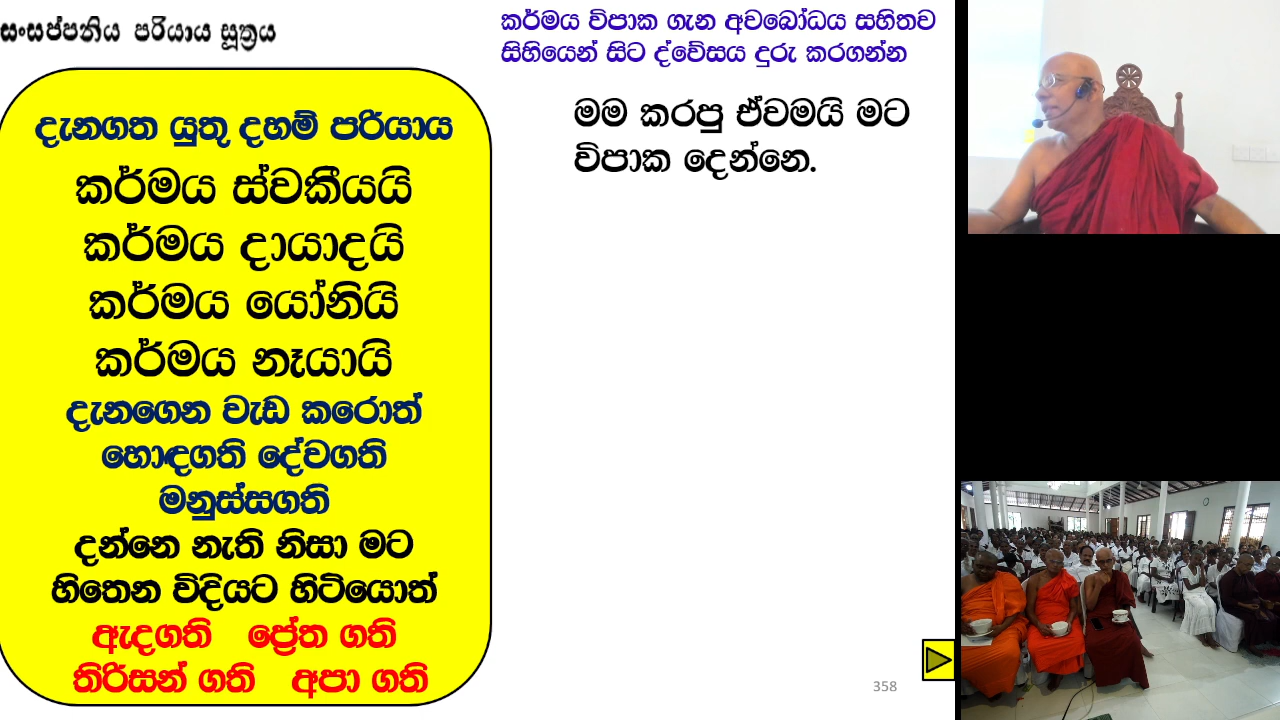 සංසප්පනිය පරියාය සූත්‍රය
දැනගත යුතු දහම් පරියාය
කර්මය ස්වකීයයි
කර්මය දායාදයි
කර්මය යෝනියි
කර්මය නෑයායි
දැනගෙන වැඩ කරොත්
හොඳගති දේවගති
මනුස්සගති
දන්නෙ නැති නිසා මට
හිතෙන විදියට හිටියොත්
ඇදගති ප්‍රේත ගති
තිරිසන් ගති අපා ගති
කර්මය විපාක ගැන අවබෝධය සහිතව
සිහියෙන් සිට ද්වේසය දුරු කරගන්න
මම කරපු ඒවමයි මට
විපාක දෙන්නෙ.
358